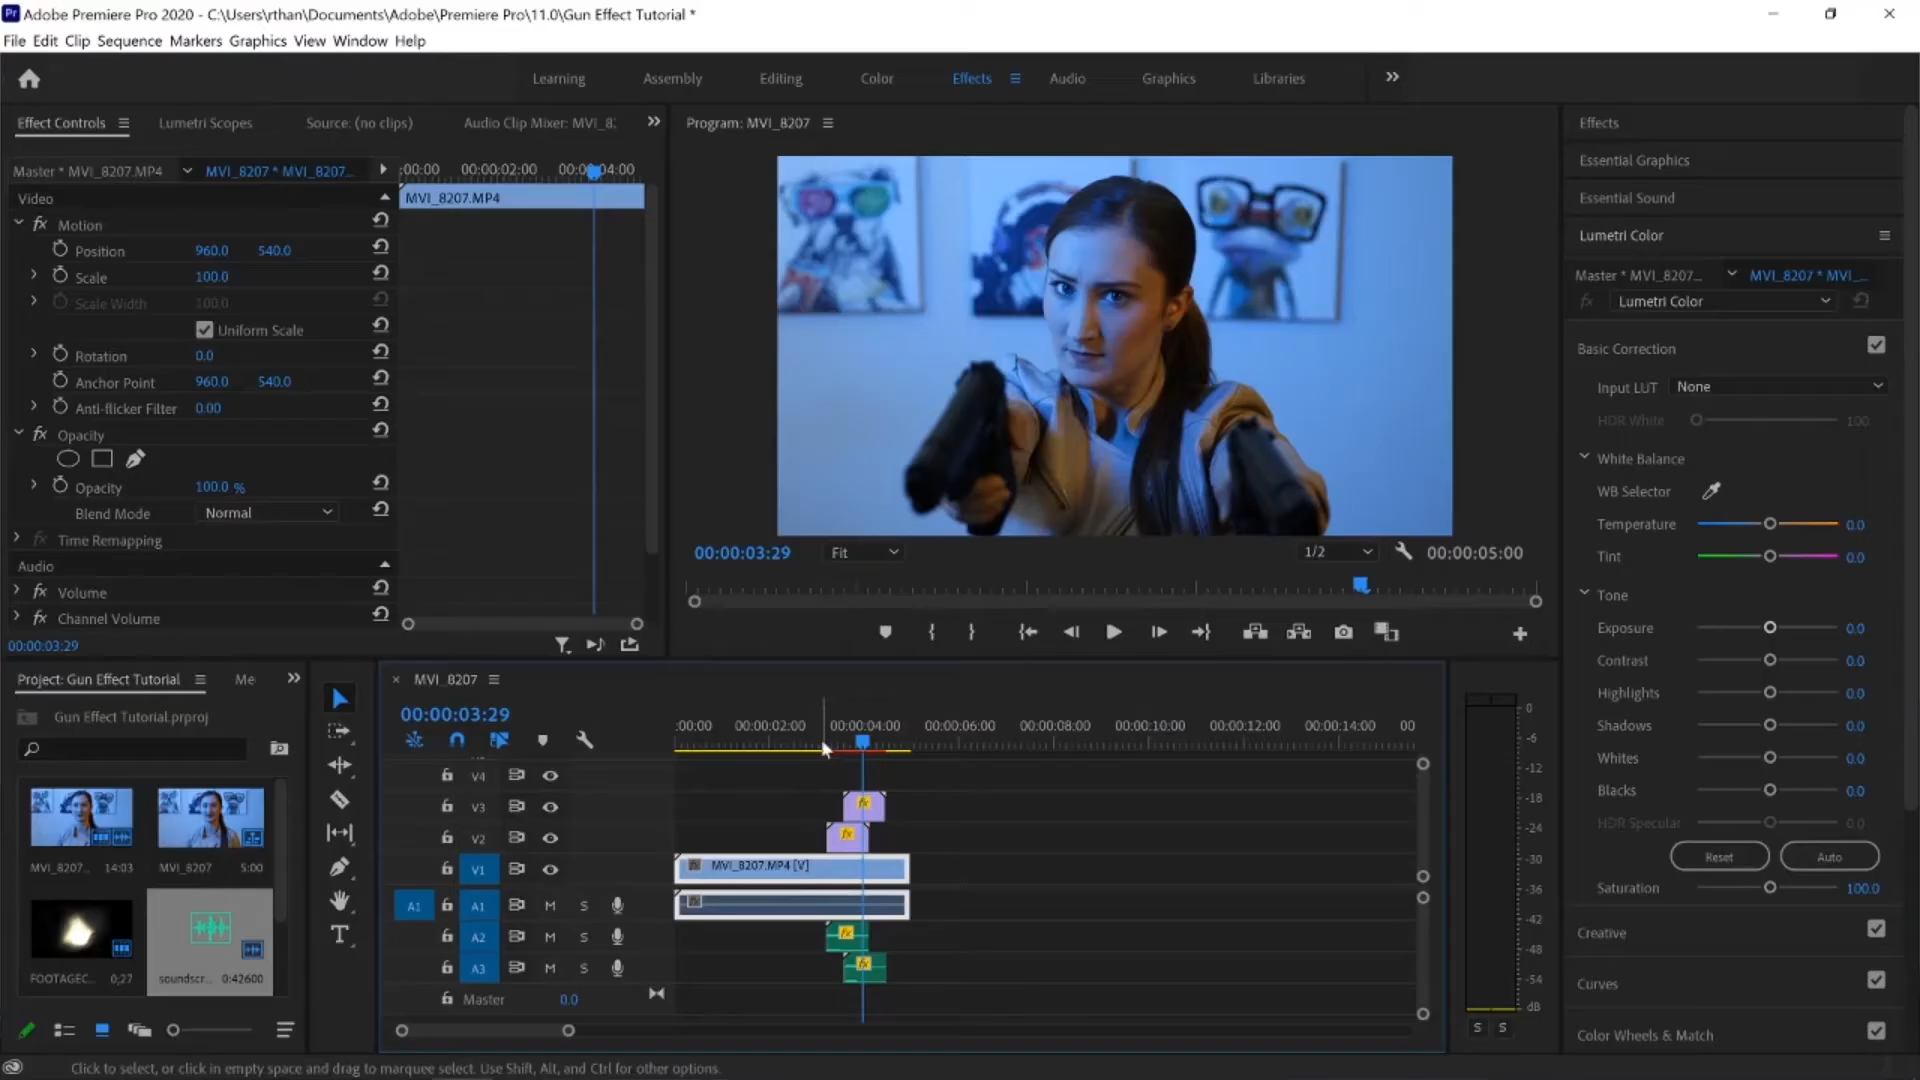 Adobe Premiere Pro 2020 - C:\Users\rthan\Documents\Adobe\Premiere Pro\11.0\Gun Effect Tutorial *
File Edit Clip Sequence Markers Graphics View Window Help
Learning Assembly Editing Color Effects Audio Graphics Libraries
Effect Controls Lumetri Scopes Source: (no clips) Audio Clip Mixer: MVI_8:
Master * MVI_8207.MP4 MVI_8207 * MVI_8207...
:00:00 00:00:02:00 00:00:04:00
Video
MVI_8207.MP4
fx Motion
Position 960.0 540.0
Scale 100.0
Scale Width 100.0
Uniform Scale
Rotation 0.0
Anchor Point 960.0 540.0
Anti-flicker Filter 0.00
fx Opacity
Opacity 100.0 %
Blend Mode Normal
fx Time Remapping
Audio
fx Volume
fx Channel Volume
00:00:03:29
Program: MVI_8207
00:00:03:29 Fit 1/2 00:00:05:00
Effects
Essential Graphics
Essential Sound
Lumetri Color
Master * MVI_8207... MVI_8207 * MVI_...
fx Lumetri Color
Basic Correction
Input LUT None
HDR White 100
White Balance
WB Selector
Temperature 0.0
Tint 0.0
Tone
Exposure 0.0
Contrast 0.0
Highlights 0.0
Shadows 0.0
Whites 0.0
Blacks 0.0
HDR Specular 0.0
Reset Auto
Saturation 100.0
Creative
Curves
Color Wheels & Match
Project: Gun Effect Tutorial Me
Gun Effect Tutorial.prproj
MVI_8207... 14:03 MVI_8207 5:00
FOOTAGEC... 0;27 soundscr... 0:42600
MVI_8207
00:00:03:29
:00:00 00:00:02:00 00:00:04:00 00:00:06:00 00:00:08:00 00:00:10:00 00:00:12:00 00:00:14:00 00
V4
V3 fx
V2 fx
V1 fx MVI_8207.MP4 [V]
A1 A1 M S fx
A2 M S fx
A3 M S fx
Master 0.0
0
-6
-12
-18
-24
-30
-36
-42
-48
-54
dB
S S
Click to select, or click in empty space and drag to marquee select. Use Shift, Alt, and Ctrl for other options.